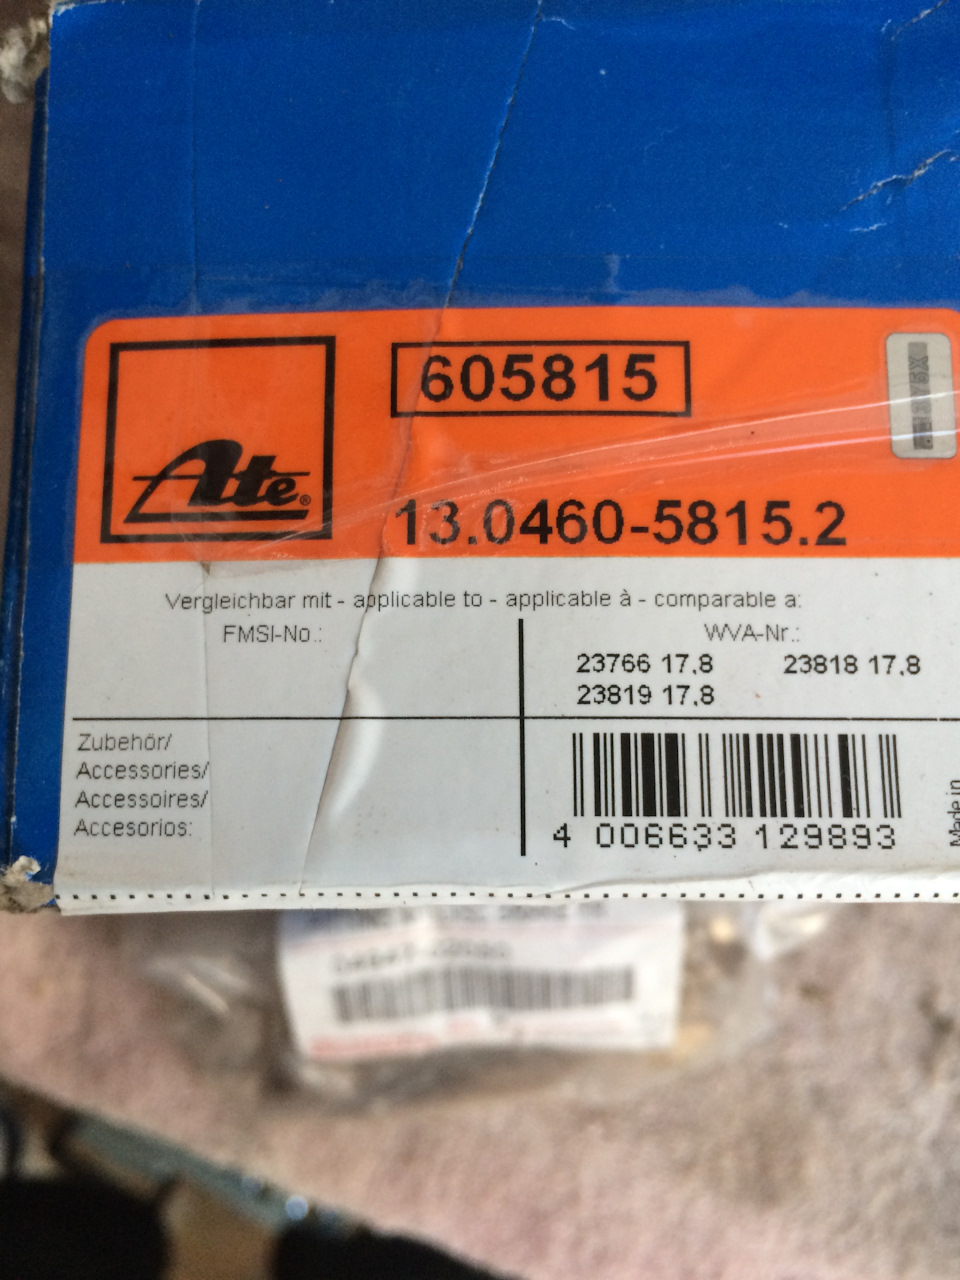 605815
Ate®
13.0460-5815.2
Vergleichbar mit - applicable to - applicable à - comparable a:
FMSI-No.:
WVA-Nr.:
23766 17,8 23818 17,8
23819 17,8
Zubehör/
Accessories/
Accessoires/
Accesorios:
4 006633 129893
Made in